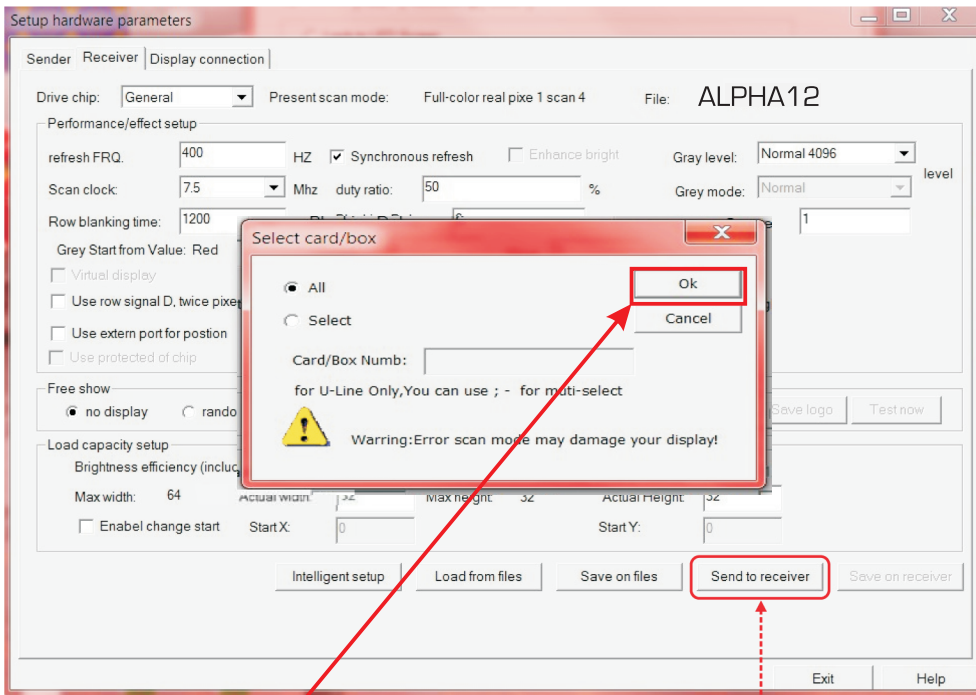 Setup hardware parameters
Sender Receiver Display connection
Drive chip: General Present scan mode: Full-color real pixe 1 scan 4 File: ALPHA12
Performance/effect setup
refresh FRQ. 400 HZ Synchronous refresh Enhance bright Gray level: Normal 4096 level
Scan clock: 7.5 Mhz duty ratio: 50 % Grey mode: Normal
Row blanking time: 1200 1
Grey Start from Value: Red
Virtual display
Use row signal D, twice pixe
Use extern port for postion
Use protected of chip
Select card/box
All Ok
Select Cancel
Card/Box Numb:
for U-Line Only,You can use ; - for muti-select
Warring:Error scan mode may damage your display!
Free show
no display rando Save logo Test now
Load capacity setup
Brightness efficiency (includ
Max width: 64 Actual width: 32 Max height: 32 Actual Height: 32
Enabel change start Start X: 0 Start Y: 0
Intelligent setup Load from files Save on files Send to receiver Save on receiver
Exit Help